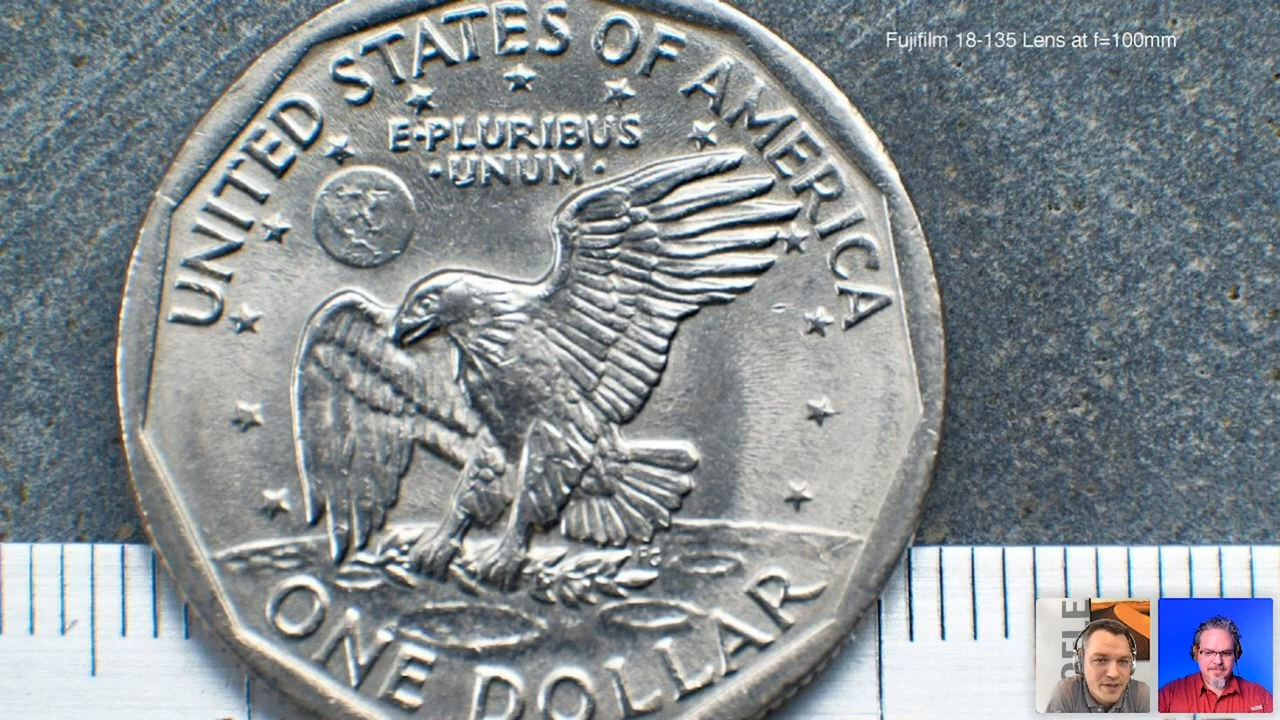 Fujifilm 18-135 Lens at f=100mm
UNITED STATES OF AMERICA
E·PLURIBUS
·UNUM·
ONE DOLLAR